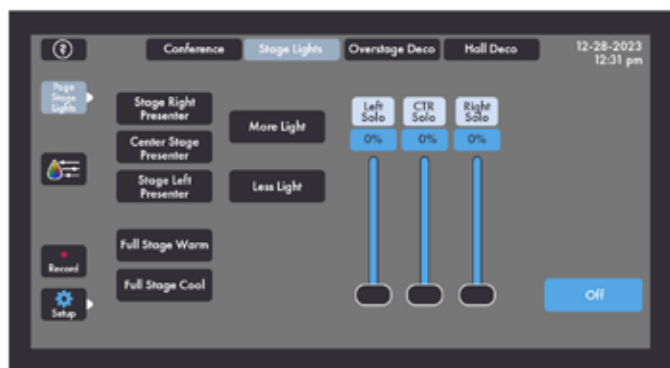 Conference
Stage Lights
Overstage Deco
Hall Deco
12-28-2023
12:31 pm
Page
Stage
Lights
Stage Right
Presenter
Center Stage
Presenter
Stage Left
Presenter
More Light
Less Light
Full Stage Warm
Full Stage Cool
Left
Solo
CTR
Solo
Right
Solo
0%
0%
0%
Record
Setup
Off